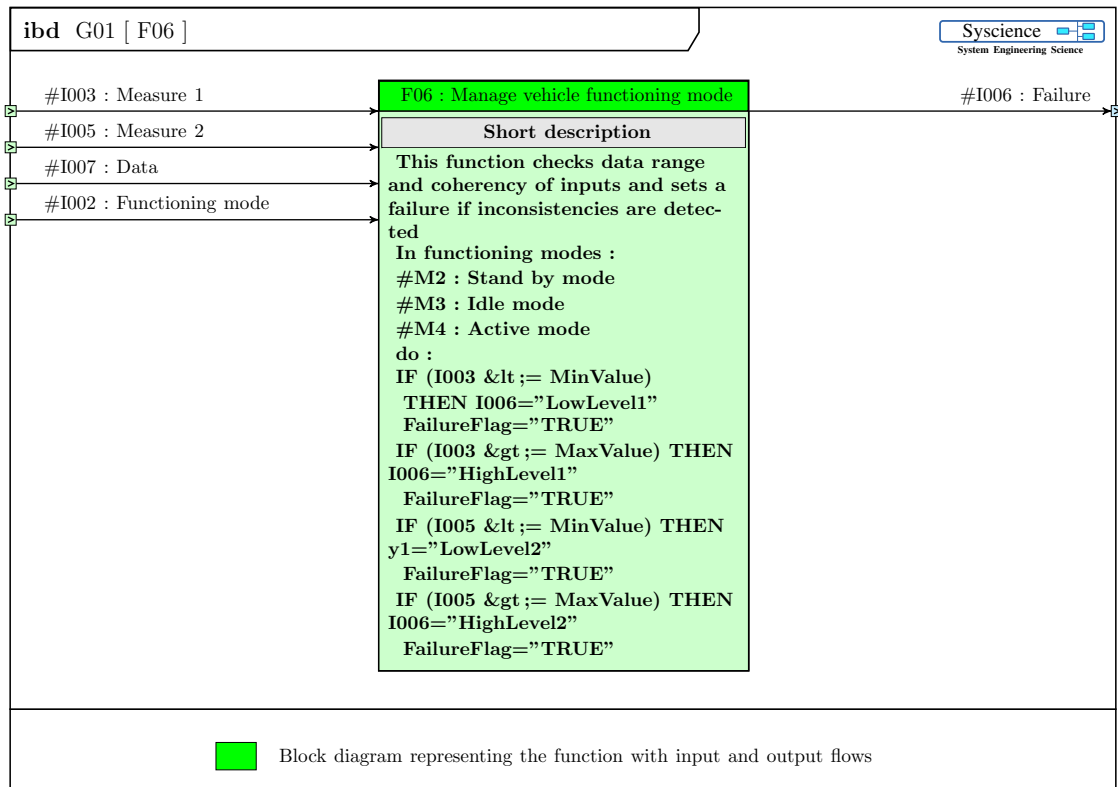 ibd G01 [ F06 ]
Syscience
System Engineering Science
#I003 : Measure 1
#I005 : Measure 2
#I007 : Data
#I002 : Functioning mode
F06 : Manage vehicle functioning mode
#I006 : Failure
Short description
This function checks data range
and coherency of inputs and sets a
failure if inconsistencies are detec-
ted
In functioning modes :
#M2 : Stand by mode
#M3 : Idle mode
#M4 : Active mode
do :
IF (I003 &lt ;= MinValue)
THEN I006=”LowLevel1”
FailureFlag=”TRUE”
IF (I003 &gt ;= MaxValue) THEN
I006=”HighLevel1”
FailureFlag=”TRUE”
IF (I005 &lt ;= MinValue) THEN
y1=”LowLevel2”
FailureFlag=”TRUE”
IF (I005 &gt ;= MaxValue) THEN
I006=”HighLevel2”
FailureFlag=”TRUE”
Block diagram representing the function with input and output flows